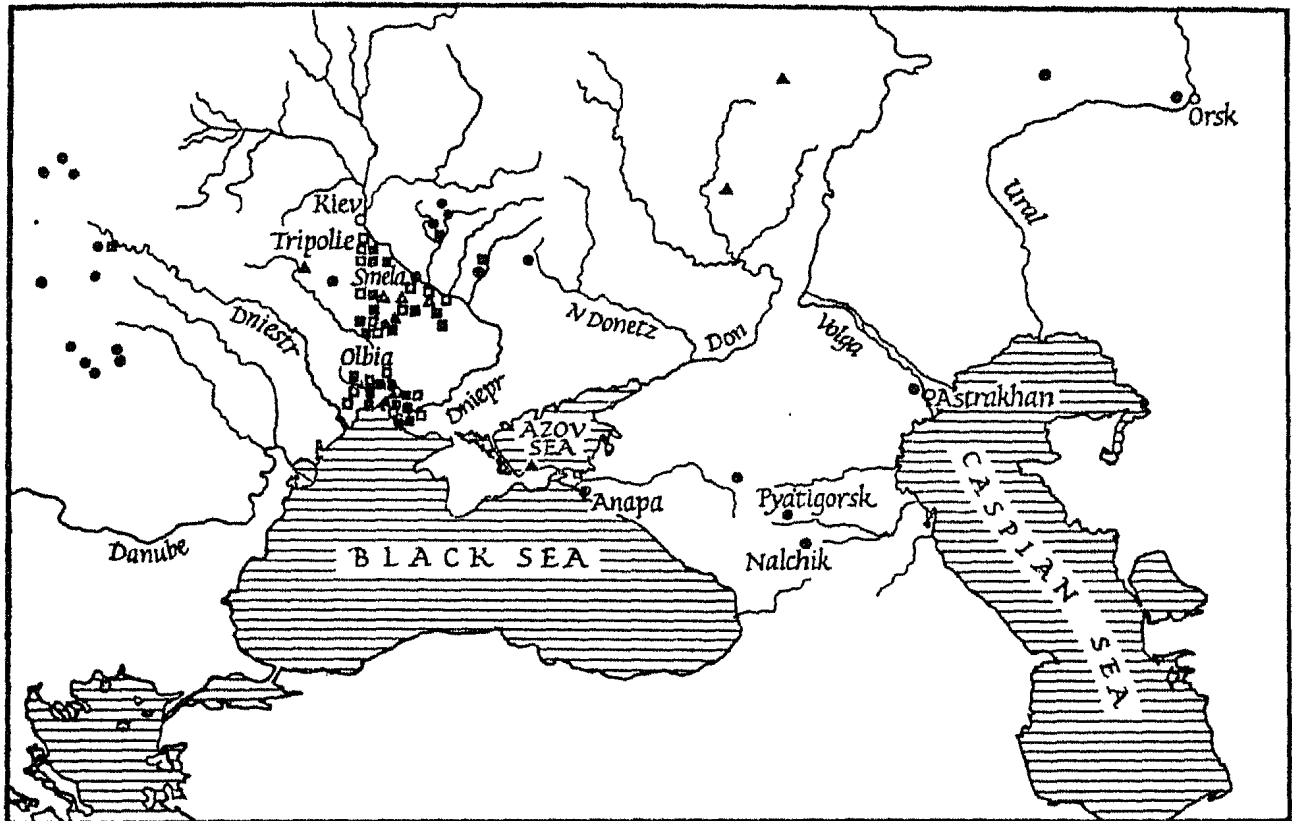 Orsk
Ural
Kiev
Tripolie
Smela
Dniestr
N Donetz
Don
Volga
Olbia
Dniepr
Astrakhan
AZOV
SEA
Anapa
Pyatigorsk
Nalchik
Danube
BLACK SEA
CASPIAN SEA